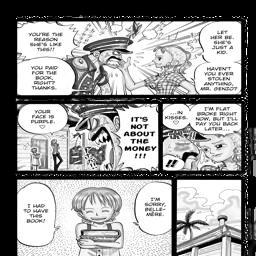 LET
HER BE.
SHE'S
JUST A
KID.
HAVEN'T
YOU EVER
STOLEN
ANYTHING,
MR. GENZO?
YOU'RE
THE REASON
SHE'S LIKE
THIS!!
YOU PAID
FOR THE
BOOK,
RIGHT?
THANKS.
I'M FLAT
BROKE RIGHT
NOW, BUT I'LL
PAY YOU BACK
LATER...
...IN
KISSES.
IT'S
NOT
ABOUT
THE
MONEY
!!!
YOUR
FACE IS
PURPLE.
I'M
SORRY,
BELLE-
MÈRE.
I HAD
TO HAVE
THIS
BOOK!